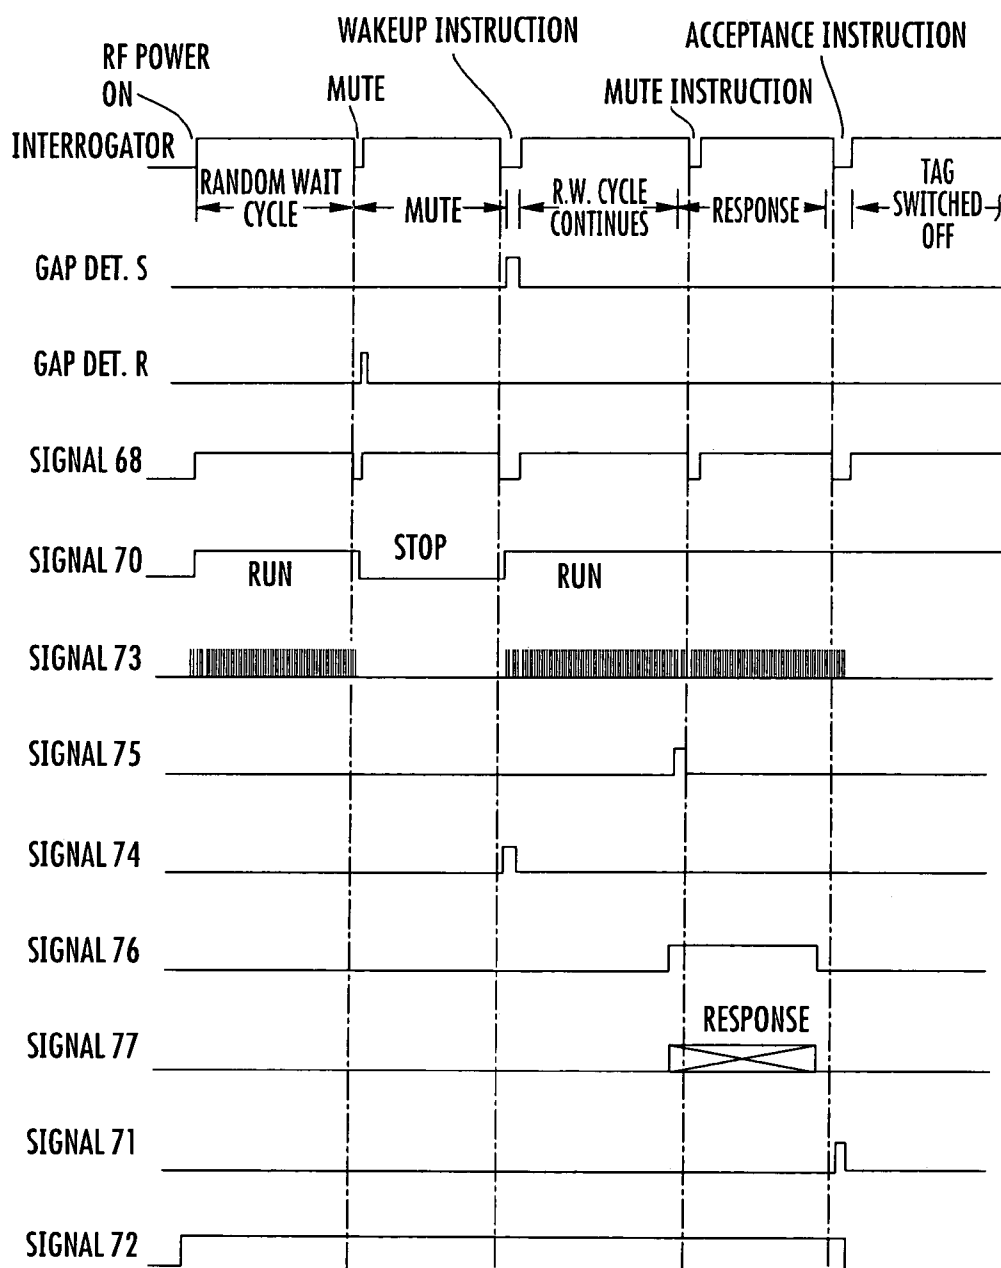 WAKEUP INSTRUCTION
ACCEPTANCE INSTRUCTION
RF POWER
ON
MUTE
MUTE INSTRUCTION
INTERROGATOR
RANDOM WAIT
CYCLE
MUTE
R.W. CYCLE
CONTINUES
RESPONSE
TAG
SWITCHED
OFF
GAP DET. S
GAP DET. R
SIGNAL 68
SIGNAL 70
RUN
STOP
RUN
SIGNAL 73
SIGNAL 75
SIGNAL 74
SIGNAL 76
RESPONSE
SIGNAL 77
SIGNAL 71
SIGNAL 72